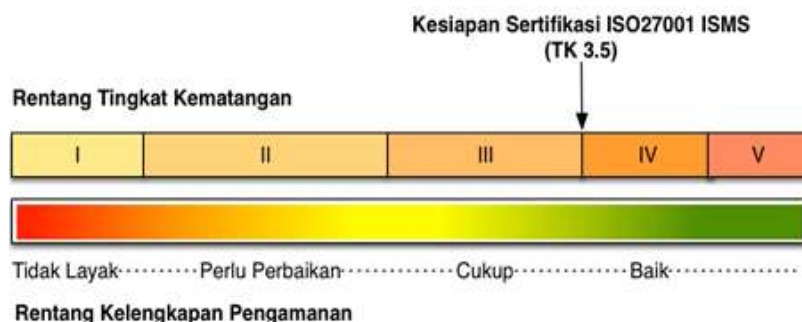 Kesiapan Sertifikasi ISO27001 ISMS
(TK 3.5)
Rentang Tingkat Kematangan
I II III IV V
Tidak Layak·········Perlu Perbaikan············Cukup············Baik··············
Rentang Kelengkapan Pengamanan